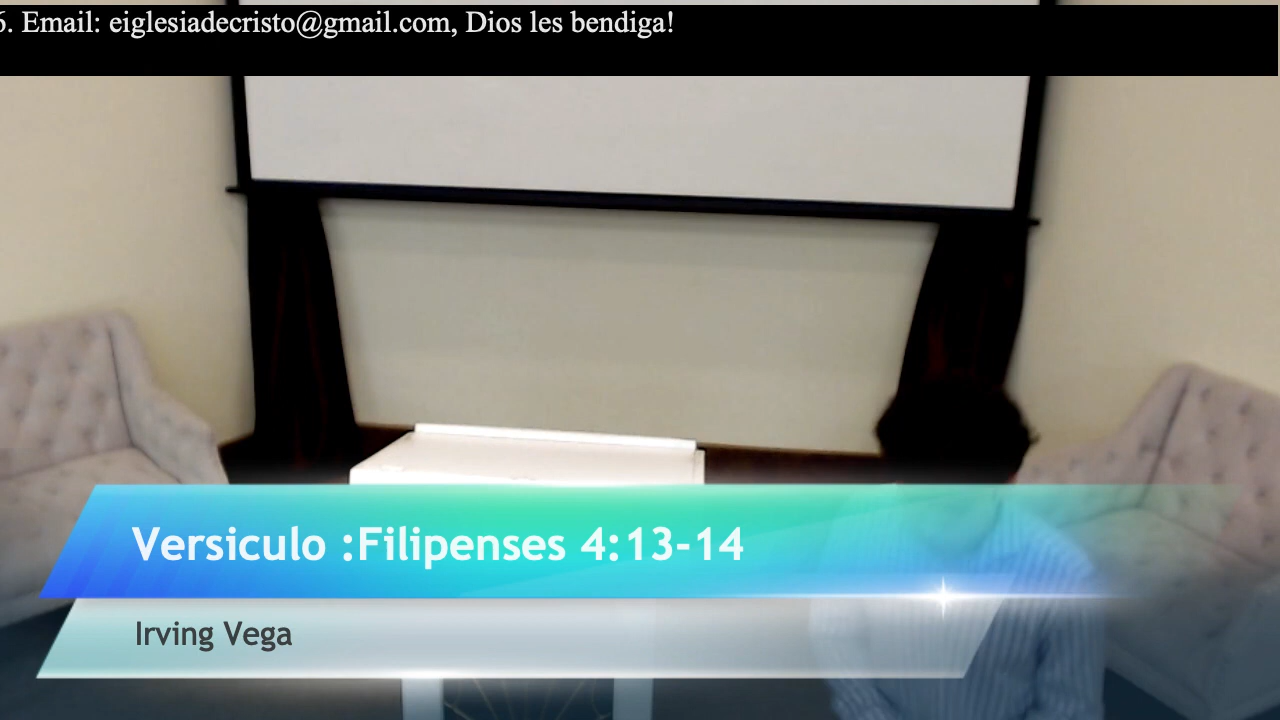 6. Email: eiglesiadecristo@gmail.com, Dios les bendiga!
Versiculo :Filipenses 4:13-14
Irving Vega